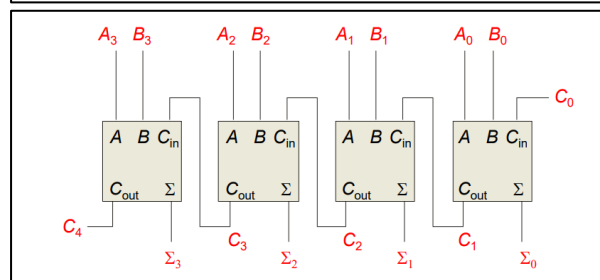 A₃ B₃ A₂ B₂ A₁ B₁ A₀ B₀
C₀
A B Cᵢₙ A B Cᵢₙ A B Cᵢₙ A B Cᵢₙ
Cₒᵤₜ Σ Cₒᵤₜ Σ Cₒᵤₜ Σ Cₒᵤₜ Σ
C₄ C₃ C₂ C₁
Σ₃ Σ₂ Σ₁ Σ₀